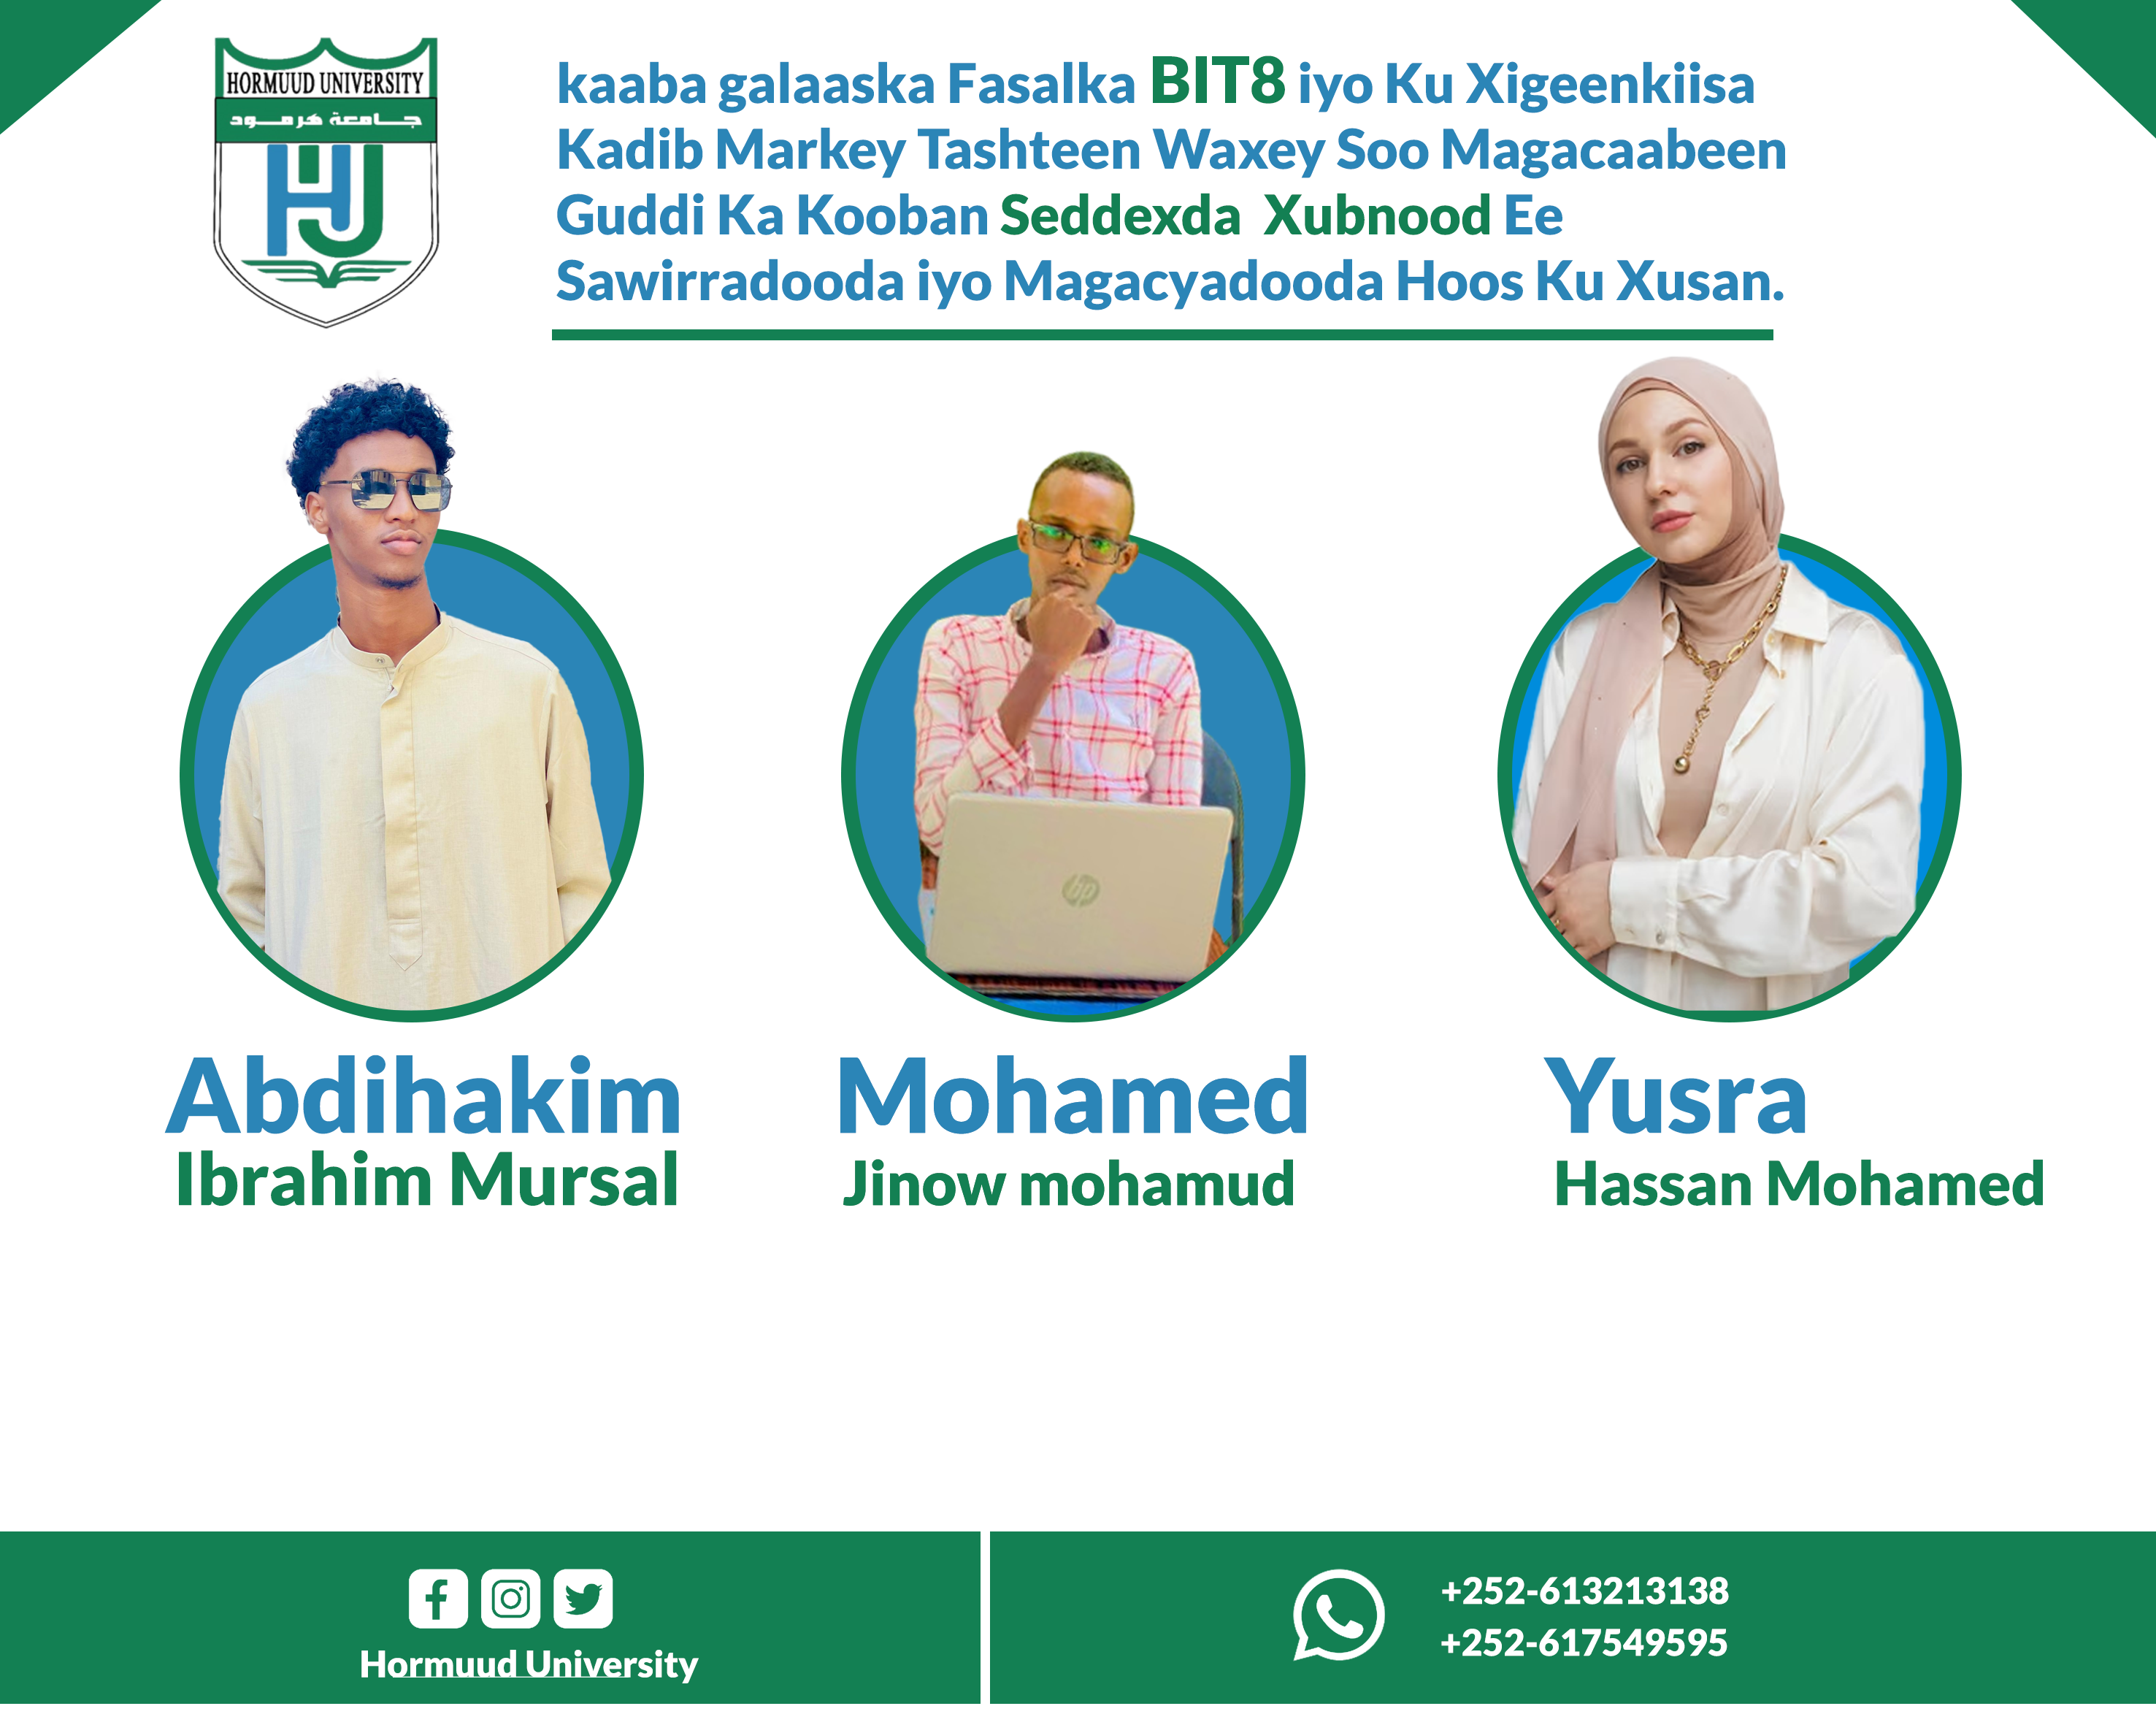 HORMUUD UNIVERSITY
جامعة هرمود
HU
kaaba galaaska Fasalka BIT8 iyo Ku Xigeenkiisa
Kadib Markey Tashteen Waxey Soo Magacaabeen
Guddi Ka Kooban Seddexda Xubnood Ee
Sawirradooda iyo Magacyadooda Hoos Ku Xusan.
hp
Abdihakim
Ibrahim Mursal
Mohamed
Jinow mohamud
Yusra
Hassan Mohamed
Hormuud University
+252-613213138
+252-617549595